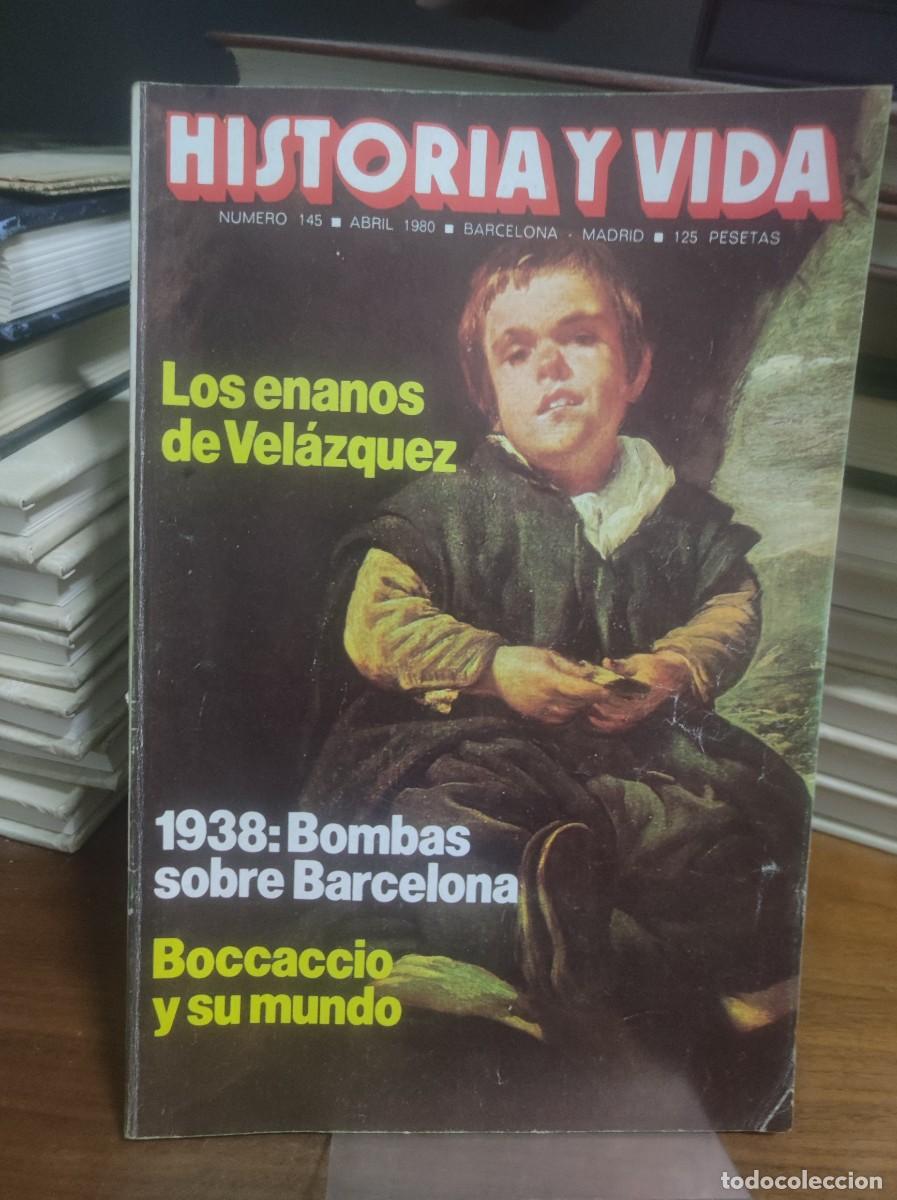 HISTORIA Y VIDA
NUMERO 145 ■ ABRIL 1980 ■ BARCELONA . MADRID ■ 125 PESETAS
Los enanos
de Velázquez
1938: Bombas
sobre Barcelona
Boccaccio
y su mundo
todocoleccion